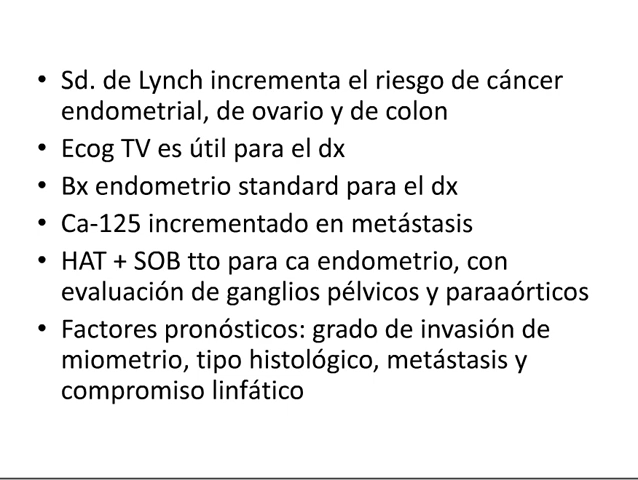 • Sd. de Lynch incrementa el riesgo de cáncer
endometrial, de ovario y de colon
• Ecog TV es útil para el dx
• Bx endometrio standard para el dx
• Ca-125 incrementado en metástasis
• HAT + SOB tto para ca endometrio, con
evaluación de ganglios pélvicos y paraaórticos
• Factores pronósticos: grado de invasión de
miometrio, tipo histológico, metástasis y
compromiso linfático